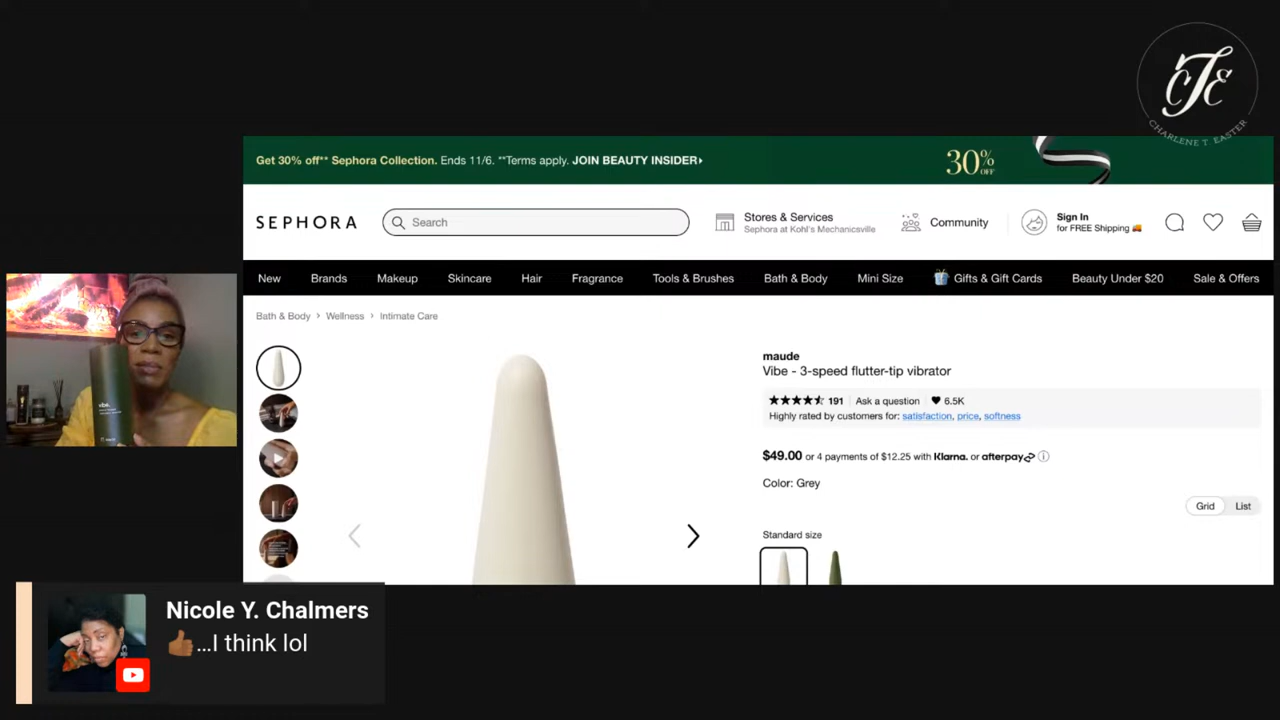 CTE
CHARLENE T EASTER
Get 30% off** Sephora Collection. Ends 11/6. **Terms apply. JOIN BEAUTY INSIDER▸
30% OFF
SEPHORA
Search
Stores & Services
Sephora at Kohl's Mechanicsville
Community
Sign In
for FREE Shipping 🚚
New Brands Makeup Skincare Hair Fragrance Tools & Brushes Bath & Body Mini Size Gifts & Gift Cards Beauty Under $20 Sale & Offers
Bath & Body > Wellness > Intimate Care
maude
Vibe - 3-speed flutter-tip vibrator
191 | Ask a question | 6.5K
Highly rated by customers for: satisfaction, price, softness
$49.00 or 4 payments of $12.25 with Klarna. or afterpay
Color: Grey
Grid List
Standard size
vibe.
Nicole Y. Chalmers
👍🏾...I think lol